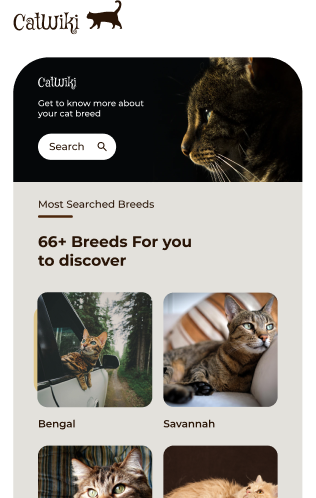 CatWiki
CatWiki
Get to know more about
your cat breed
Search
Most Searched Breeds
66+ Breeds For you
to discover
Bengal
Savannah